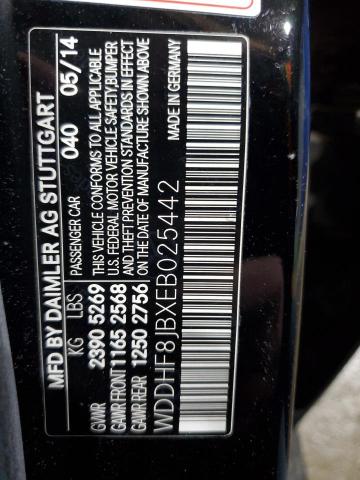 MFD BY DAIMLER AG STUTTGART
KG LBS PASSENGER CAR 040 05/14
GVWR 2390 5269 THIS VEHICLE CONFORMS TO ALL APPLICABLE
GAWR FRONT 1165 2568 U.S. FEDERAL MOTOR VEHICLE SAFETY, BUMPER
GAWR REAR 1250 2756 AND THEFT PREVENTION STANDARDS IN EFFECT
ON THE DATE OF MANUFACTURE SHOWN ABOVE
WDDHF8JBXEB025442 MADE IN GERMANY